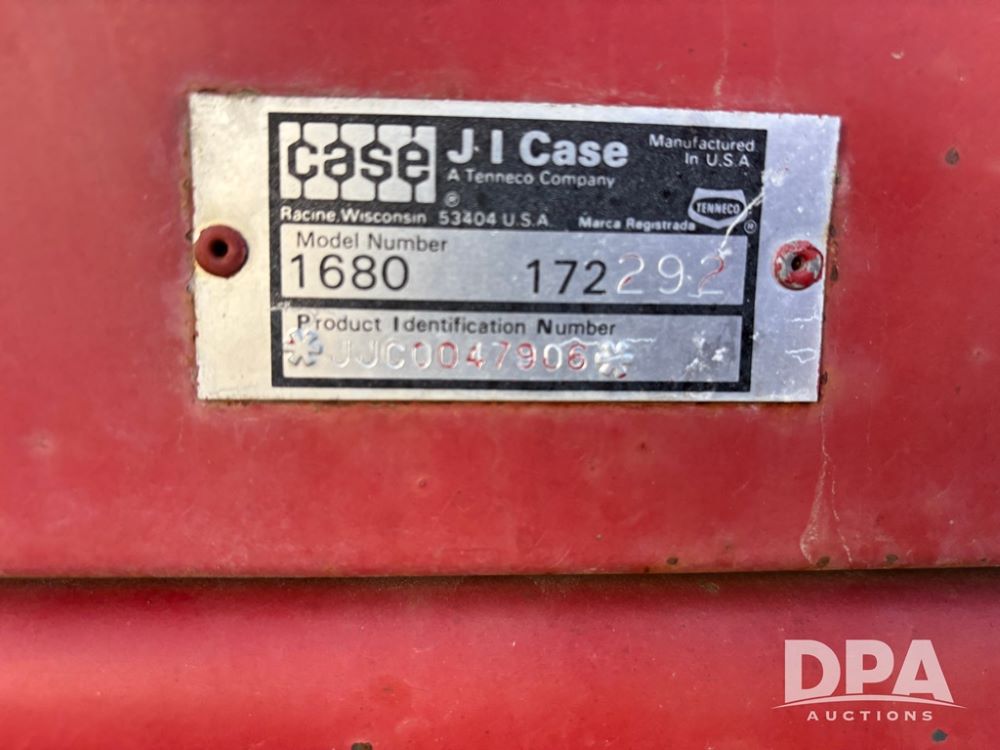 case J I Case Manufactured
In U.S.A
A Tenneco Company
®
TENNECO
Racine, Wisconsin 53404 U.S.A Marca Registrada ®
Model Number
1680 172292
Product Identification Number
*JJC0047906*
DPA
AUCTIONS